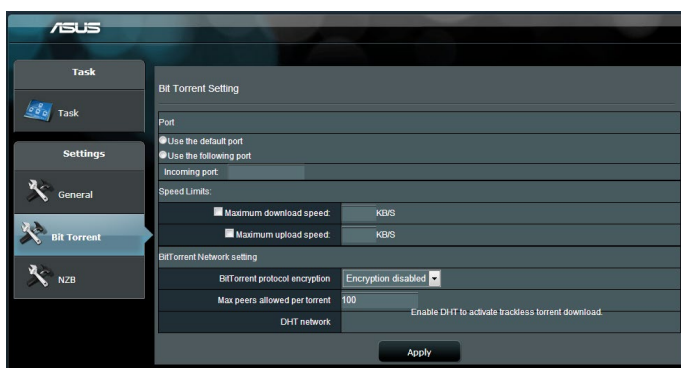 ASUS
Task
Task
Settings
General
Bit Torrent
NZB
Bit Torrent Setting
Port
Use the default port
Use the following port
Incoming port:
Speed Limits:
Maximum download speed: KB/S
Maximum upload speed: KB/S
BitTorrent Network setting
BitTorrent protocol encryption Encryption disabled
Max peers allowed per torrent 100
DHT network Enable DHT to activate trackless torrent download.
Apply